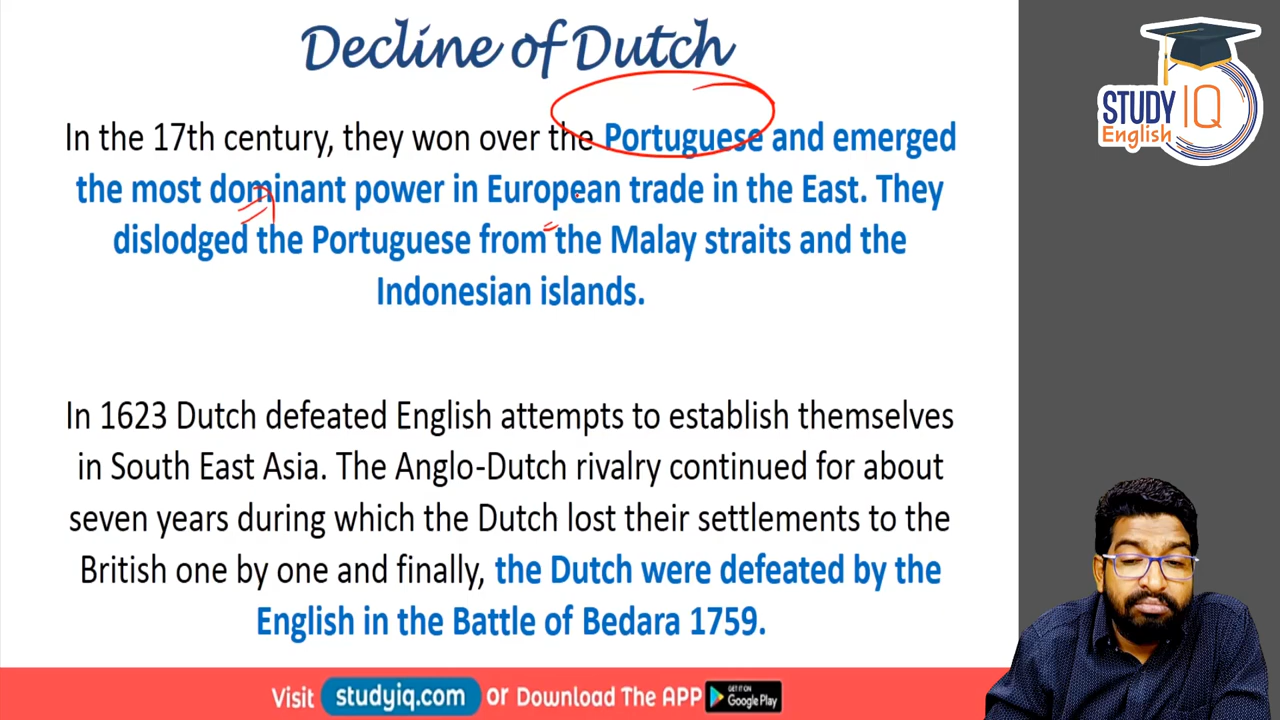 Decline of Dutch
In the 17th century, they won over the Portuguese and emerged
the most dominant power in European trade in the East. They
dislodged the Portuguese from the Malay straits and the
Indonesian islands.
In 1623 Dutch defeated English attempts to establish themselves
in South East Asia. The Anglo-Dutch rivalry continued for about
seven years during which the Dutch lost their settlements to the
British one by one and finally, the Dutch were defeated by the
English in the Battle of Bedara 1759.
STUDY IQ
English
Visit studyiq.com or Download The APP GET IT ON Google Play